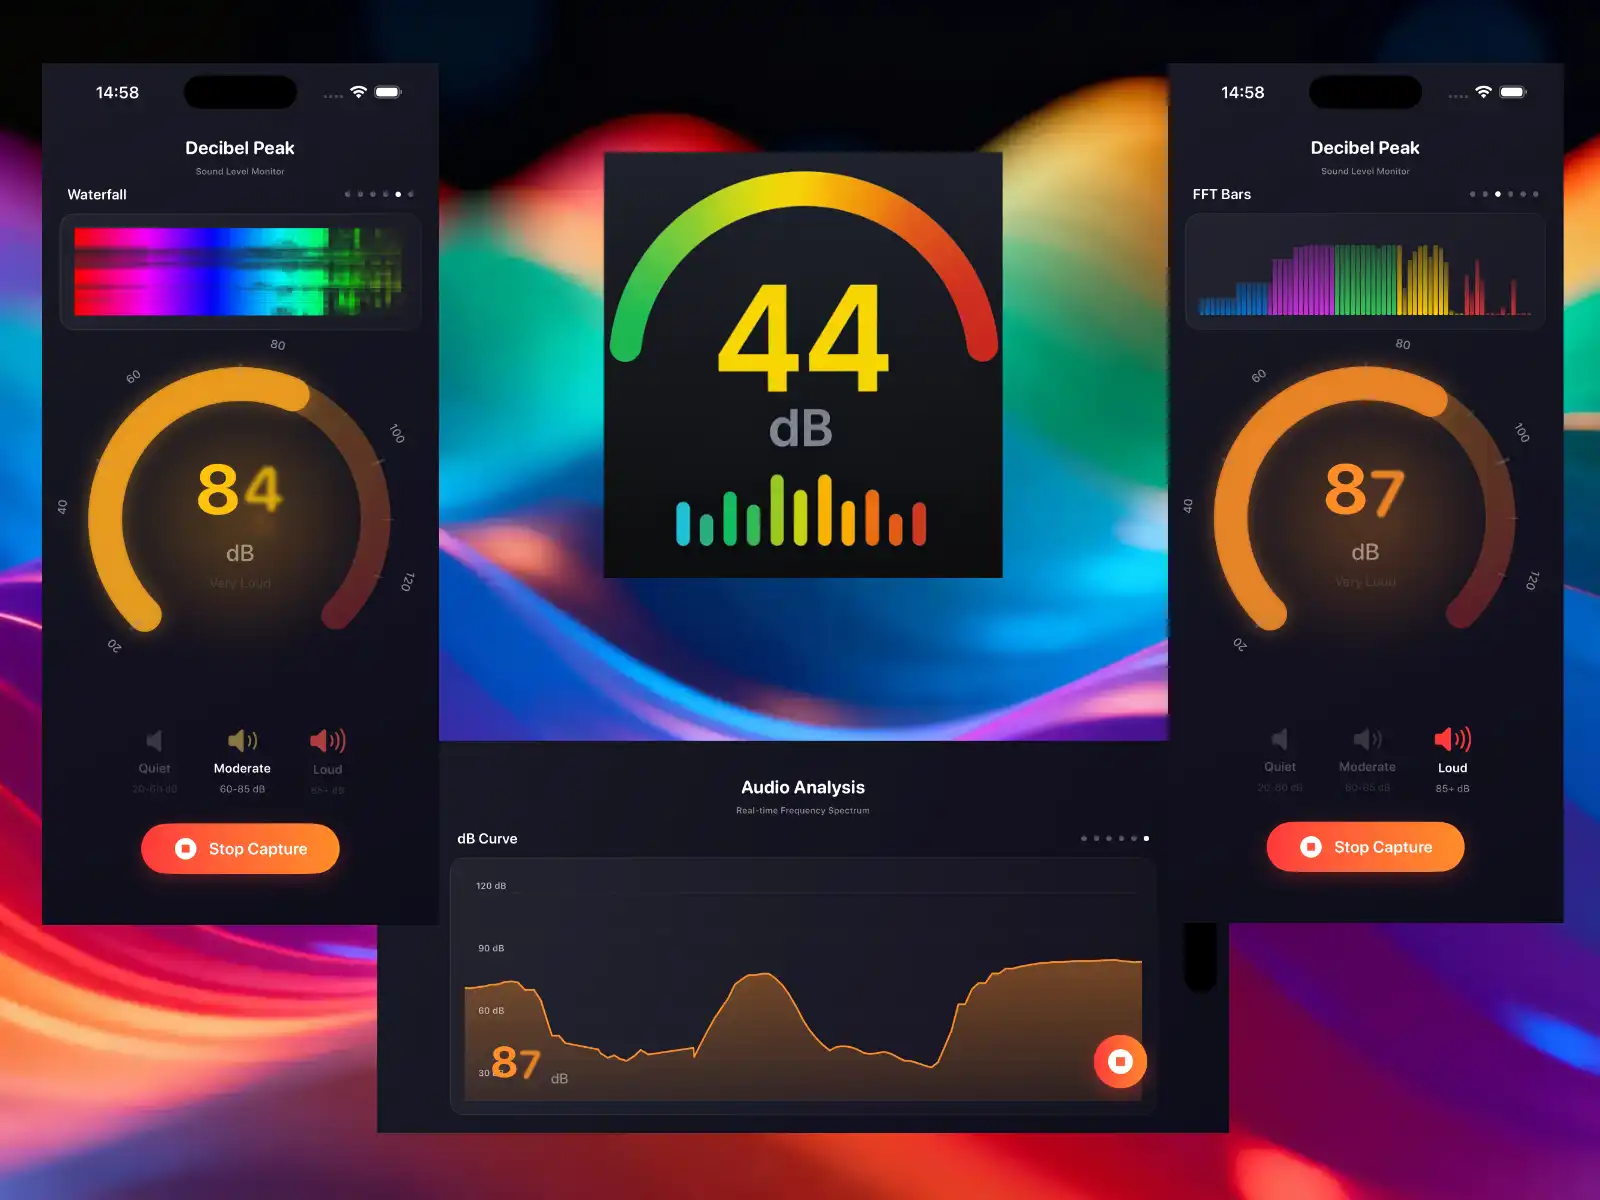 14:58
Decibel Peak
Sound Level Monitor
Waterfall
20
40
60
80
100
120
84
dB
Very Loud
Quiet
20-60 dB
Moderate
60-85 dB
Loud
85+ dB
Stop Capture
44
dB
14:58
Decibel Peak
Sound Level Monitor
FFT Bars
20
40
60
80
100
120
87
dB
Very Loud
Quiet
20-60 dB
Moderate
60-85 dB
Loud
85+ dB
Stop Capture
Audio Analysis
Real-time Frequency Spectrum
dB Curve
120 dB
90 dB
60 dB
30
87
dB